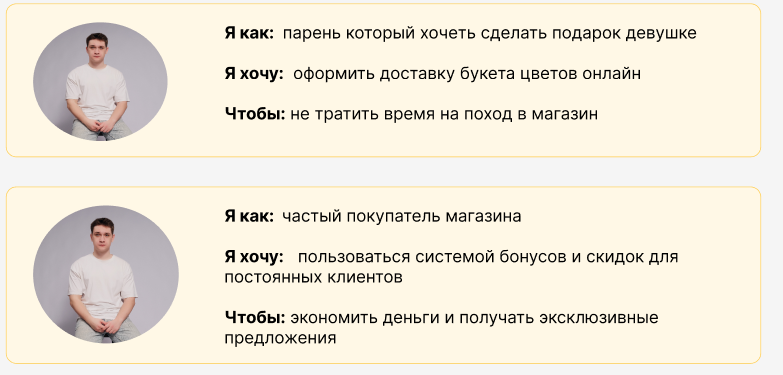 Я как: парень который хочеть сделать подарок девушке
Я хочу: оформить доставку букета цветов онлайн
Чтобы: не тратить время на поход в магазин
Я как: частый покупатель магазина
Я хочу: пользоваться системой бонусов и скидок для
постоянных клиентов
Чтобы: экономить деньги и получать эксклюзивные
предложения